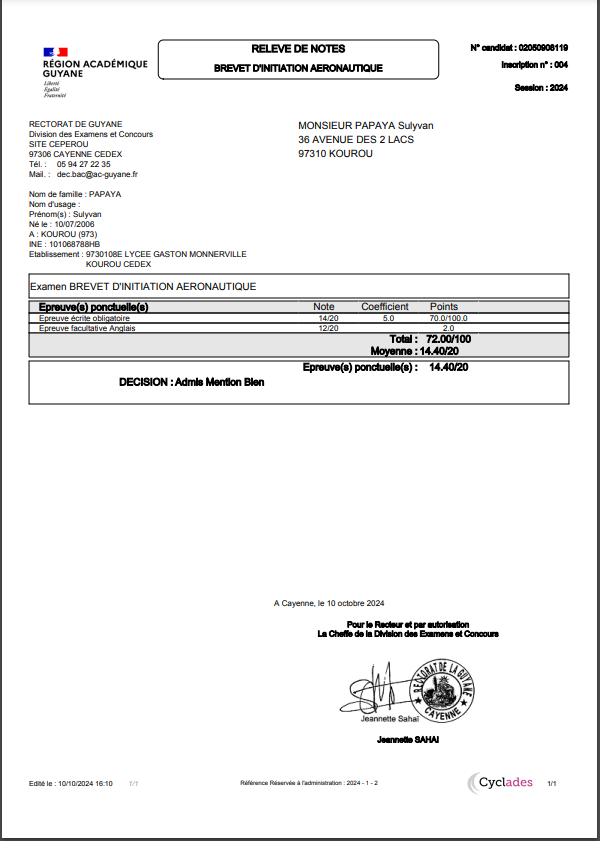 RÉGION ACADÉMIQUE
GUYANE
Liberté
Égalité
Fraternité
RELEVE DE NOTES
BREVET D'INITIATION AERONAUTIQUE
N° candidat : 02050908119
Inscription n° : 004
Session : 2024
RECTORAT DE GUYANE
Division des Examens et Concours
SITE CEPEROU
97306 CAYENNE CEDEX
Tél. : 05 94 27 22 35
Mail. : dec.bac@ac-guyane.fr
MONSIEUR PAPAYA Sulyvan
36 AVENUE DES 2 LACS
97310 KOUROU
Nom de famille : PAPAYA
Nom d'usage :
Prénom(s) : Sulyvan
Né le : 10/07/2006
A : KOUROU (973)
INE : 101068788HB
Etablissement : 9730108E LYCEE GASTON MONNERVILLE
KOUROU CEDEX
Examen BREVET D'INITIATION AERONAUTIQUE
Epreuve(s) ponctuelle(s) Note Coefficient Points
Epreuve écrite obligatoire 14/20 5.0 70.0/100.0
Epreuve facultative Anglais 12/20 2.0
Total : 72.00/100
Moyenne : 14.40/20
Epreuve(s) ponctuelle(s) : 14.40/20
DECISION : Admis Mention Bien
A Cayenne, le 10 octobre 2024
Pour le Recteur et par autorisation
La Cheffe de la Division des Examens et Concours
RECTORAT DE LA GUYANE
CAYENNE
Jeannette Sahaï
Jeannette SAHAI
Edité le : 10/10/2024 16:10 1/1
Référence Réservée à l'administration : 2024 - 1 - 2
Cyclades
1/1